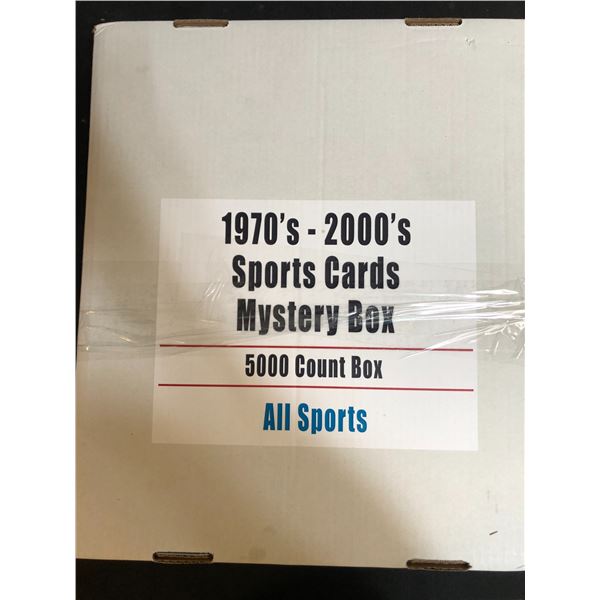 1970's - 2000's
Sports Cards
Mystery Box
5000 Count Box
All Sports